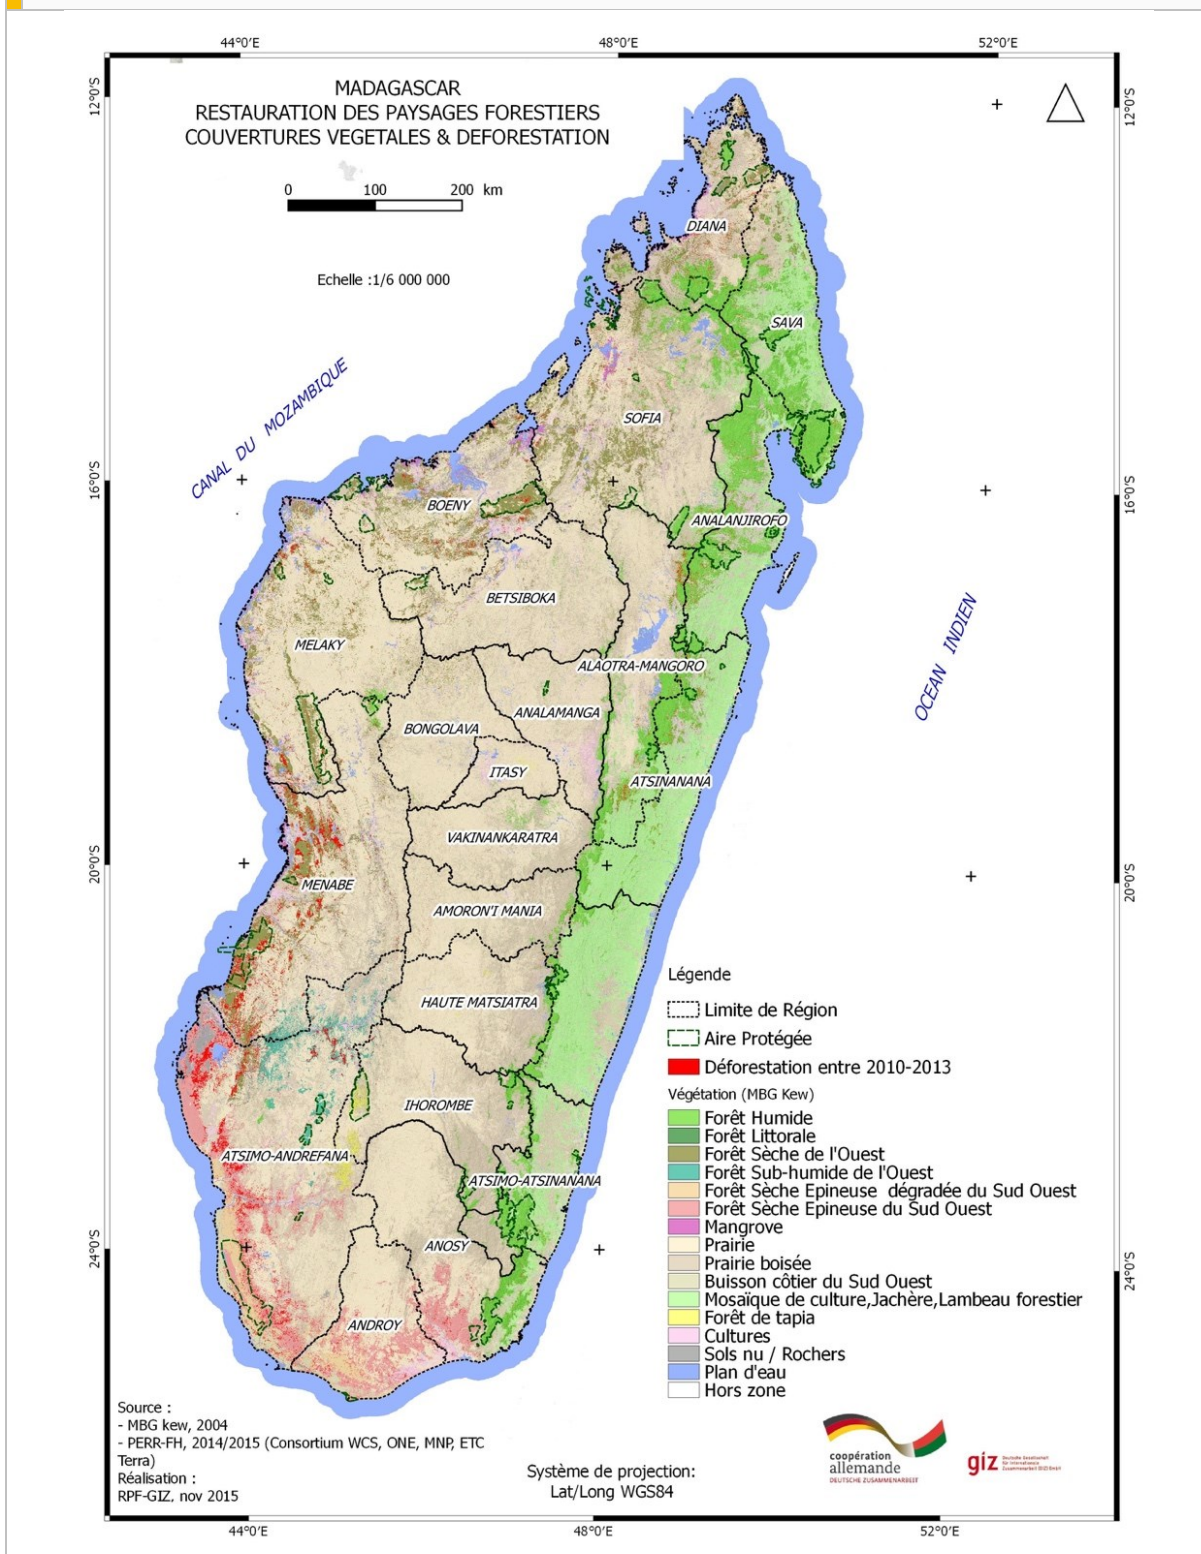 44°0'E 48°0'E 52°0'E
12°0'S
12°0'S
MADAGASCAR
RESTAURATION DES PAYSAGES FORESTIERS
COUVERTURES VEGETALES & DEFORESTATION
0 100 200 km
Echelle :1/6 000 000
DIANA
SAVA
CANAL DU MOZAMBIQUE
SOFIA
16°0'S
16°0'S
BOENY
ANALANJIROFO
BETSIBOKA
MELAKY
ALAOTRA-MANGORO
OCEAN INDIEN
ANALAMANGA
BONGOLAVA
ITASY
ATSINANANA
VAKINANKARATRA
20°0'S
20°0'S
MENABE
AMORON'I MANIA
HAUTE MATSIATRA
IHOROMBE
ATSIMO-ANDREFANA
ATSIMO-ATSINANANA
24°0'S
24°0'S
ANOSY
ANDROY
Légende
Limite de Région
Aire Protégée
Déforestation entre 2010-2013
Végétation (MBG Kew)
Forêt Humide
Forêt Littorale
Forêt Sèche de l'Ouest
Forêt Sub-humide de l'Ouest
Forêt Sèche Epineuse dégradée du Sud Ouest
Forêt Sèche Epineuse du Sud Ouest
Mangrove
Prairie
Prairie boisée
Buisson côtier du Sud Ouest
Mosaïque de culture,Jachère,Lambeau forestier
Forêt de tapia
Cultures
Sols nu / Rochers
Plan d'eau
Hors zone
Source :
- MBG kew, 2004
- PERR-FH, 2014/2015 (Consortium WCS, ONE, MNP, ETC
Terra)
Réalisation :
RPF-GIZ, nov 2015
Système de projection:
Lat/Long WGS84
coopération
allemande
DEUTSCHE ZUSAMMENARBEIT
giz
Deutsche Gesellschaft
für Internationale
Zusammenarbeit (GIZ) GmbH
44°0'E 48°0'E 52°0'E